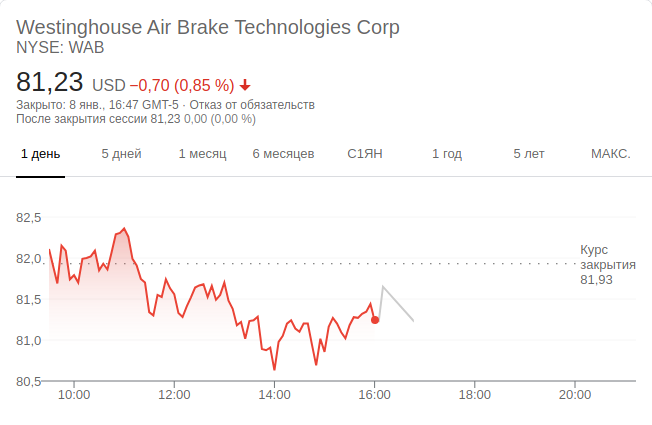 Westinghouse Air Brake Technologies Corp
NYSE: WAB
81,23 USD −0,70 (0,85 %)
Закрыто: 8 янв., 16:47 GMT-5 · Отказ от обязательств
После закрытия сессии 81,23 0,00 (0,00 %)
1 день 5 дней 1 месяц 6 месяцев С1ЯН 1 год 5 лет МАКС.
82,5
82,0
81,5
81,0
80,5
Курс
закрытия
81,93
10:00 12:00 14:00 16:00 18:00 20:00